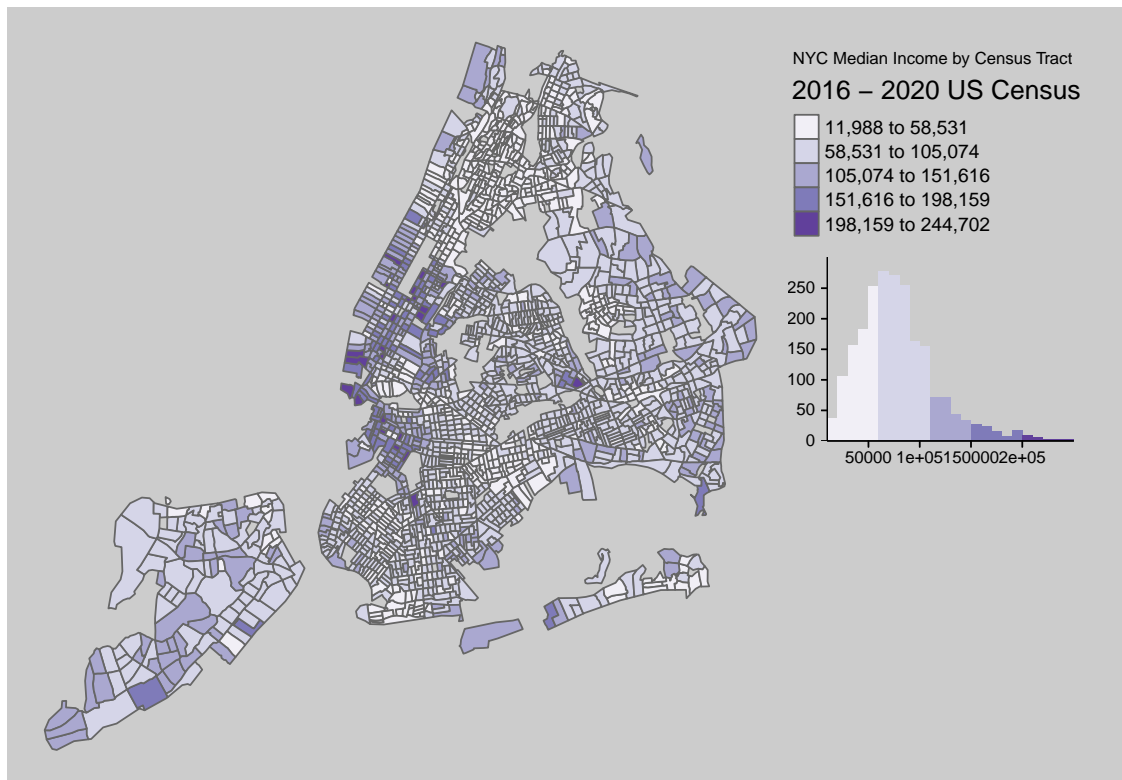 NYC Median Income by Census Tract
2016 – 2020 US Census
11,988 to 58,531
58,531 to 105,074
105,074 to 151,616
151,616 to 198,159
198,159 to 244,702
250
200
150
100
50
0
50000 1e+05150002e+05